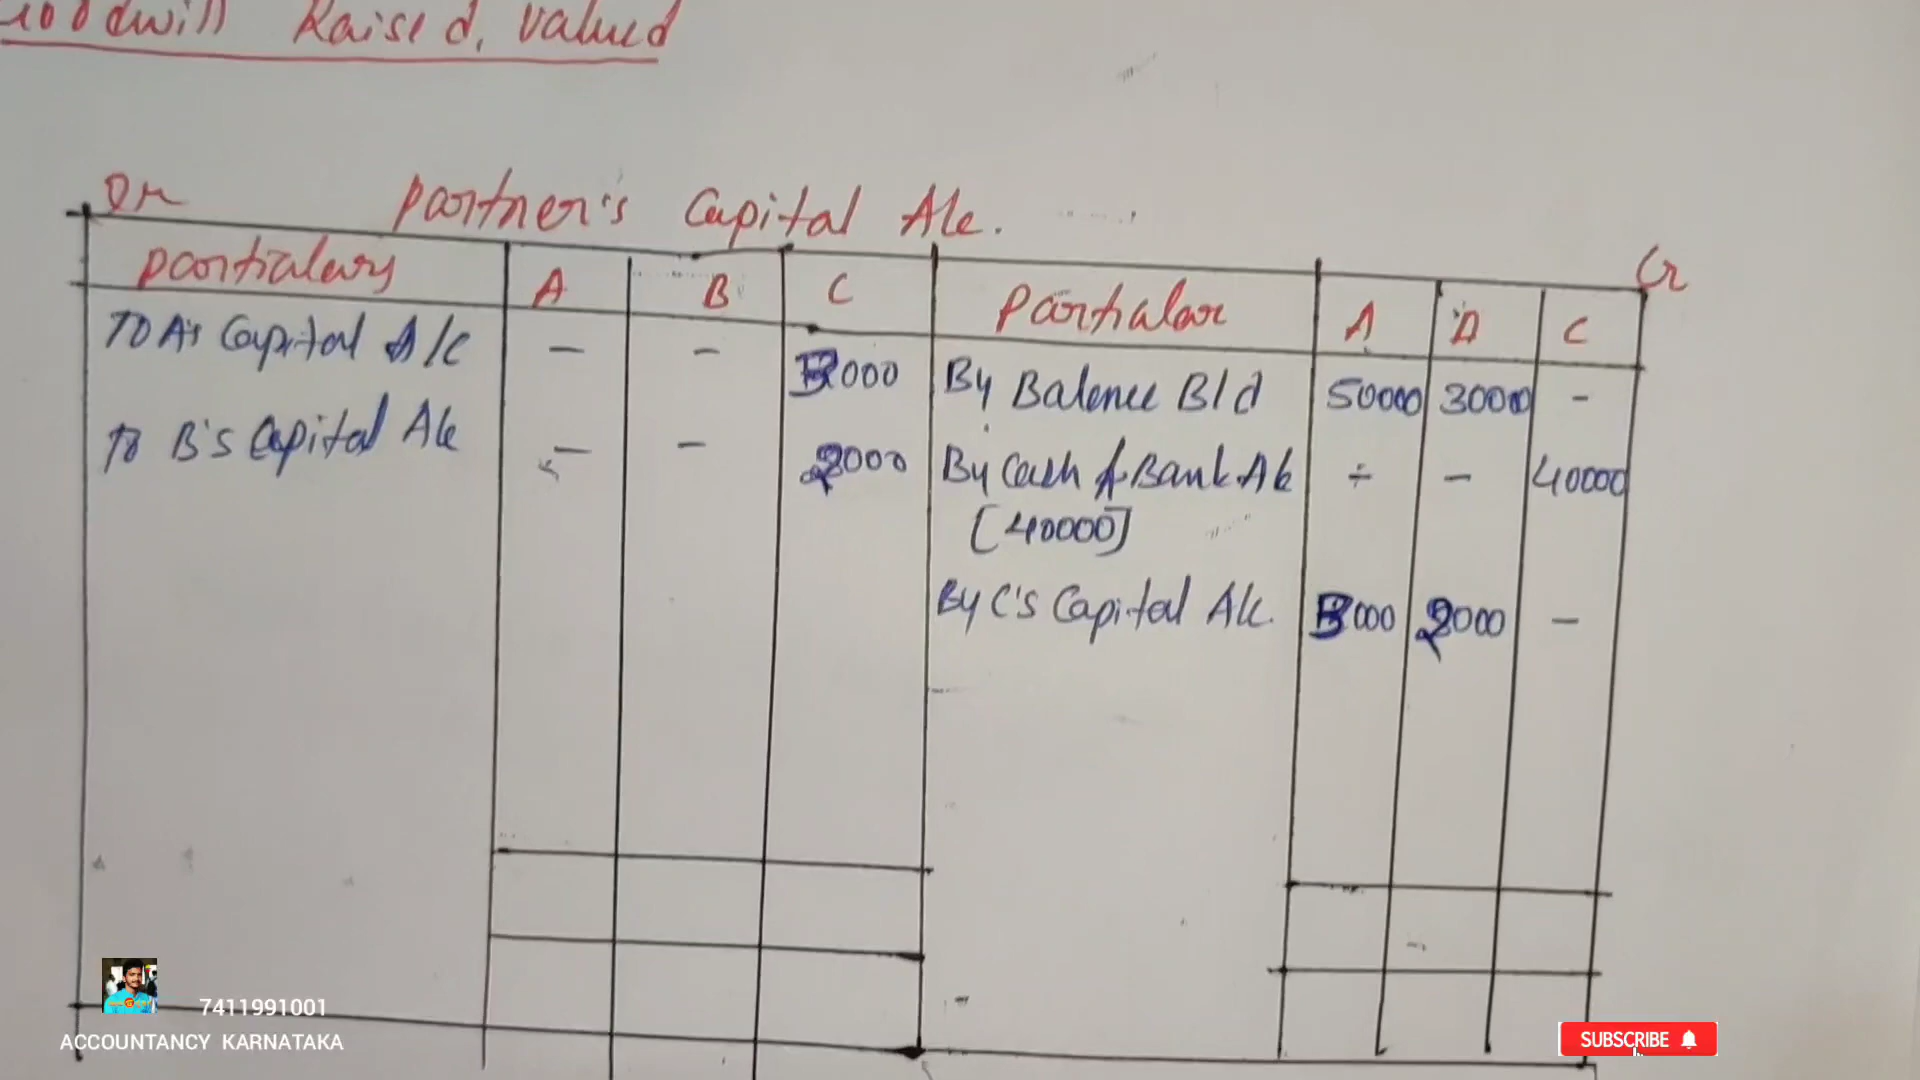 Goodwill Raised, valued
Dr Partner's Capital A/c. Cr
Particulars A B C Particular A B C
To A's Capital A/c - - 3000 By Balence B/d 50000 30000 -
To B's Capital A/c - - 2000 By Cash / Bank A/c - - 40000
[40000]
By C's Capital A/c. 3000 2000 -
7411991001
ACCOUNTANCY KARNATAKA
SUBSCRIBE